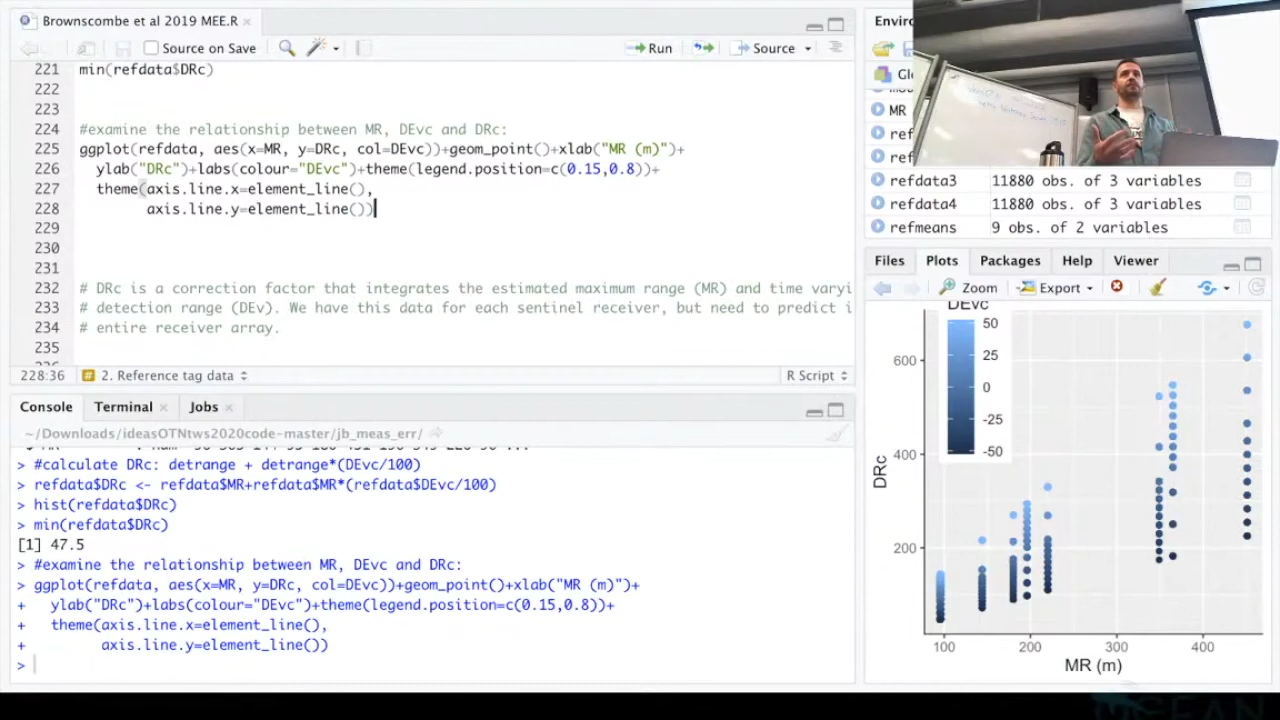 Brownscombe et al 2019 MEE.R
Source on Save
Run
Source
221 min(refdata$DRc)
222
223
224 #examine the relationship between MR, DEvc and DRc:
225 ggplot(refdata, aes(x=MR, y=DRc, col=DEvc))+geom_point()+xlab("MR (m)")+
226 ylab("DRc")+labs(colour="DEvc")+theme(legend.position=c(0.15,0.8))+
227 theme(axis.line.x=element_line(),
228 axis.line.y=element_line())
229
230
231
232 # DRc is a correction factor that integrates the estimated maximum range (MR) and time varyi
233 # detection range (DEv). We have this data for each sentinel receiver, but need to predict i
234 # entire receiver array.
235
228:36 2. Reference tag data R Script
Console Terminal Jobs
~/Downloads/ideasOTNtws2020code-master/jb_meas_err/
> #calculate DRc: detrange + detrange*(DEvc/100)
> refdata$DRc <- refdata$MR+refdata$MR*(refdata$DEvc/100)
> hist(refdata$DRc)
> min(refdata$DRc)
[1] 47.5
> #examine the relationship between MR, DEvc and DRc:
> ggplot(refdata, aes(x=MR, y=DRc, col=DEvc))+geom_point()+xlab("MR (m)")+
+ ylab("DRc")+labs(colour="DEvc")+theme(legend.position=c(0.15,0.8))+
+ theme(axis.line.x=element_line(),
+ axis.line.y=element_line())
>
Enviro
Glo
MR
ref
ref
refdata3 11880 obs. of 3 variables
refdata4 11880 obs. of 3 variables
refmeans 9 obs. of 2 variables
Files Plots Packages Help Viewer
Zoom Export
DEvc
50
25
0
-25
-50
600
400
200
DRc
100 200 300 400
MR (m)